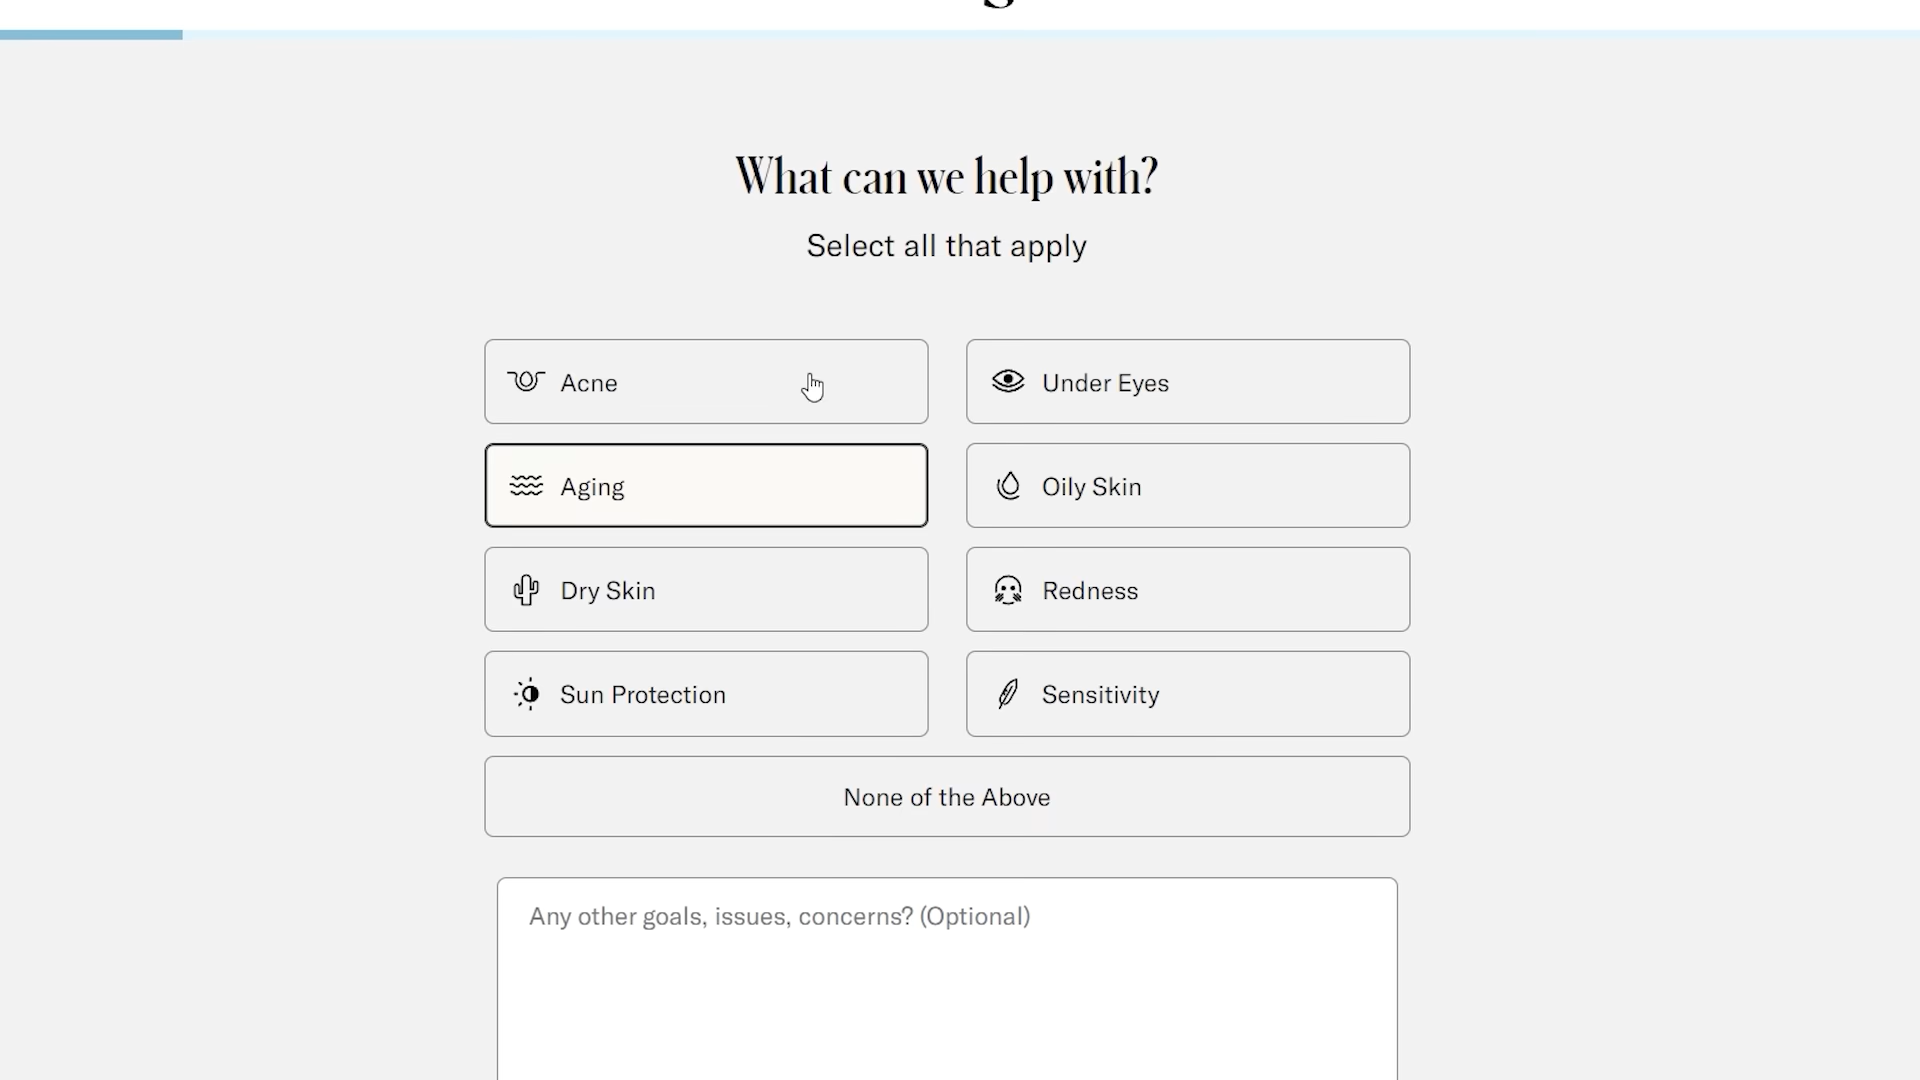 What can we help with?
Select all that apply
Acne
Under Eyes
Aging
Oily Skin
Dry Skin
Redness
Sun Protection
Sensitivity
None of the Above
Any other goals, issues, concerns? (Optional)